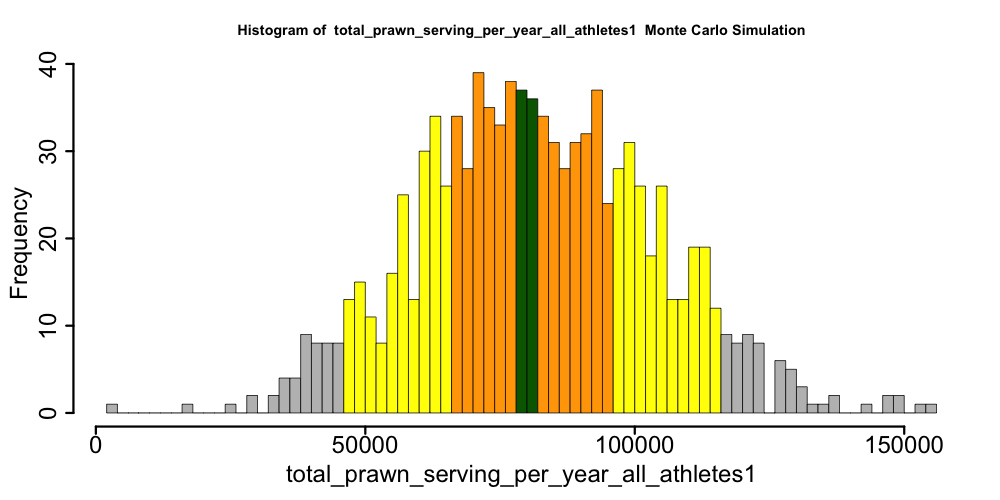 Histogram of total_prawn_serving_per_year_all_athletes1 Monte Carlo Simulation
Frequency
40
30
20
10
0
0 50000 100000 150000
total_prawn_serving_per_year_all_athletes1